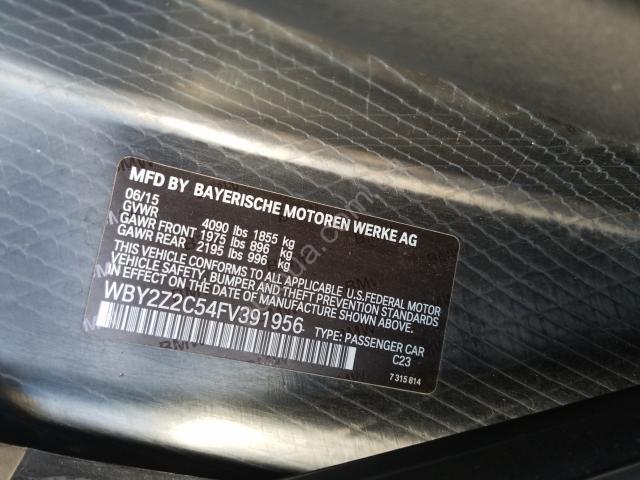 MFD BY BAYERISCHE MOTOREN WERKE AG
06/15
GVWR 4090 lbs 1855 kg
GAWR FRONT 1975 lbs 896 kg
GAWR REAR 2195 lbs 996 kg
THIS VEHICLE CONFORMS TO ALL APPLICABLE U.S.FEDERAL MOTOR
VEHICLE SAFETY, BUMPER AND THEFT PREVENTION STANDARDS
IN EFFECT ON THE DATE OF MANUFACTURE SHOWN ABOVE.
WBY2Z2C54FV391956 TYPE: PASSENGER CAR
C23
7 315 814